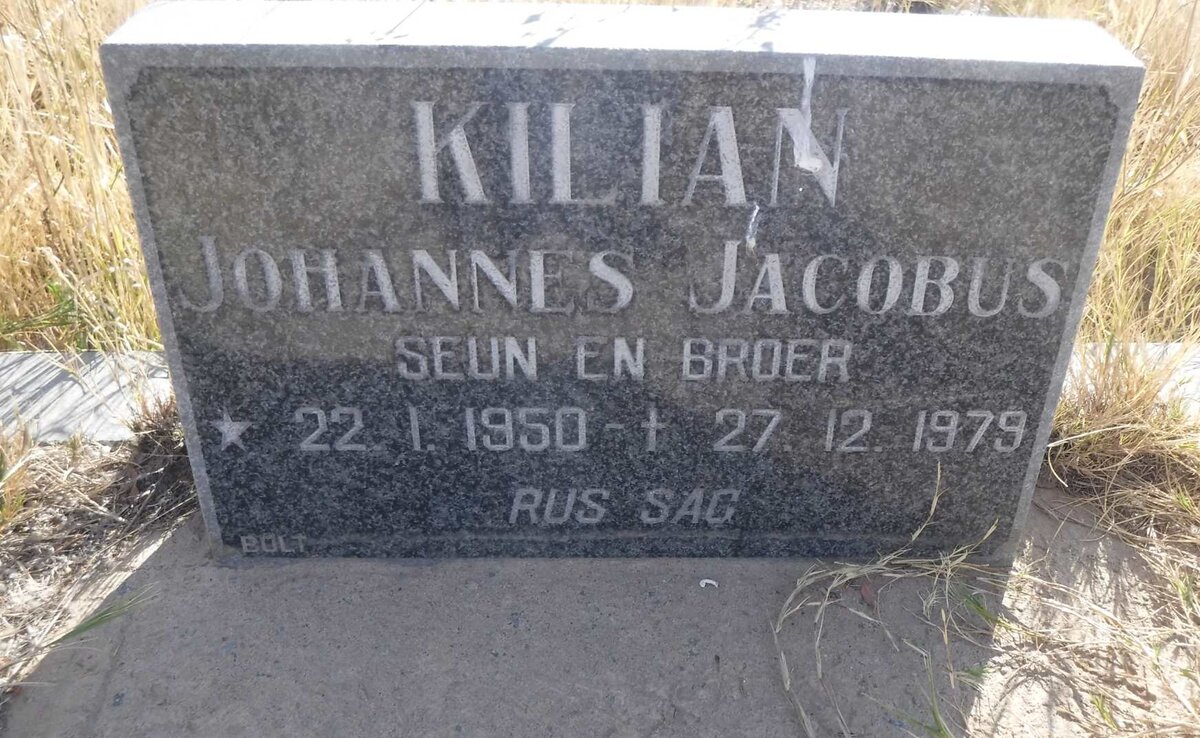 KILIAN
JOHANNES JACOBUS
SEUN EN BROER
★ 22.1.1950 - † 27.12.1979
RUS SAG
BOLT